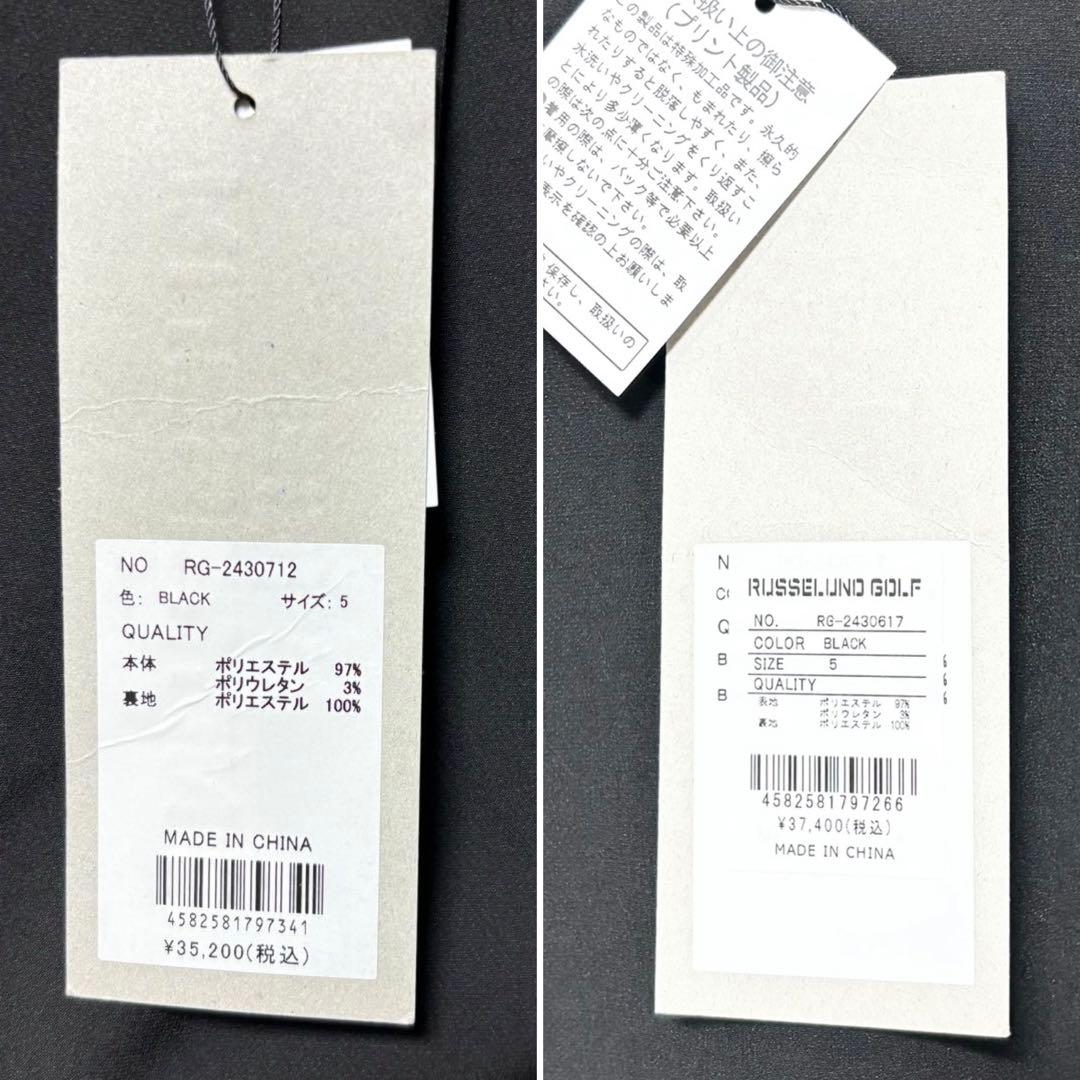 NO RG-2430712
色: BLACK サイズ: 5
QUALITY
本体 ポリエステル 97%
ポリウレタン 3%
裏地 ポリエステル 100%
MADE IN CHINA
4582581797341
¥35,200(税込)
扱い上の御注意
(プリント製品)
この製品は特殊加工品です。永久的
なものではなく、もまれたり、擦ら
れたりすると脱落しやすく、また、
水洗いやクリーニングをくり返すこ
とにより多少薄くなります。取扱い
の際は次の点に十分ご注意下さい。
着用の際は、バック等で必要以上
摩擦しないで下さい。
いやクリーニングの際は、取
表示を確認の上お願いしま
保存し、取扱いの
さい。
N
C
Q
B
B
RUSSELUNO GOLF
NO. RG-2430617
COLOR BLACK
SIZE 5
QUALITY
表地 ポリエステル 97%
ポリウレタン 3%
裏地 ポリエステル 100%
4582581797266
¥37,400(税込)
MADE IN CHINA